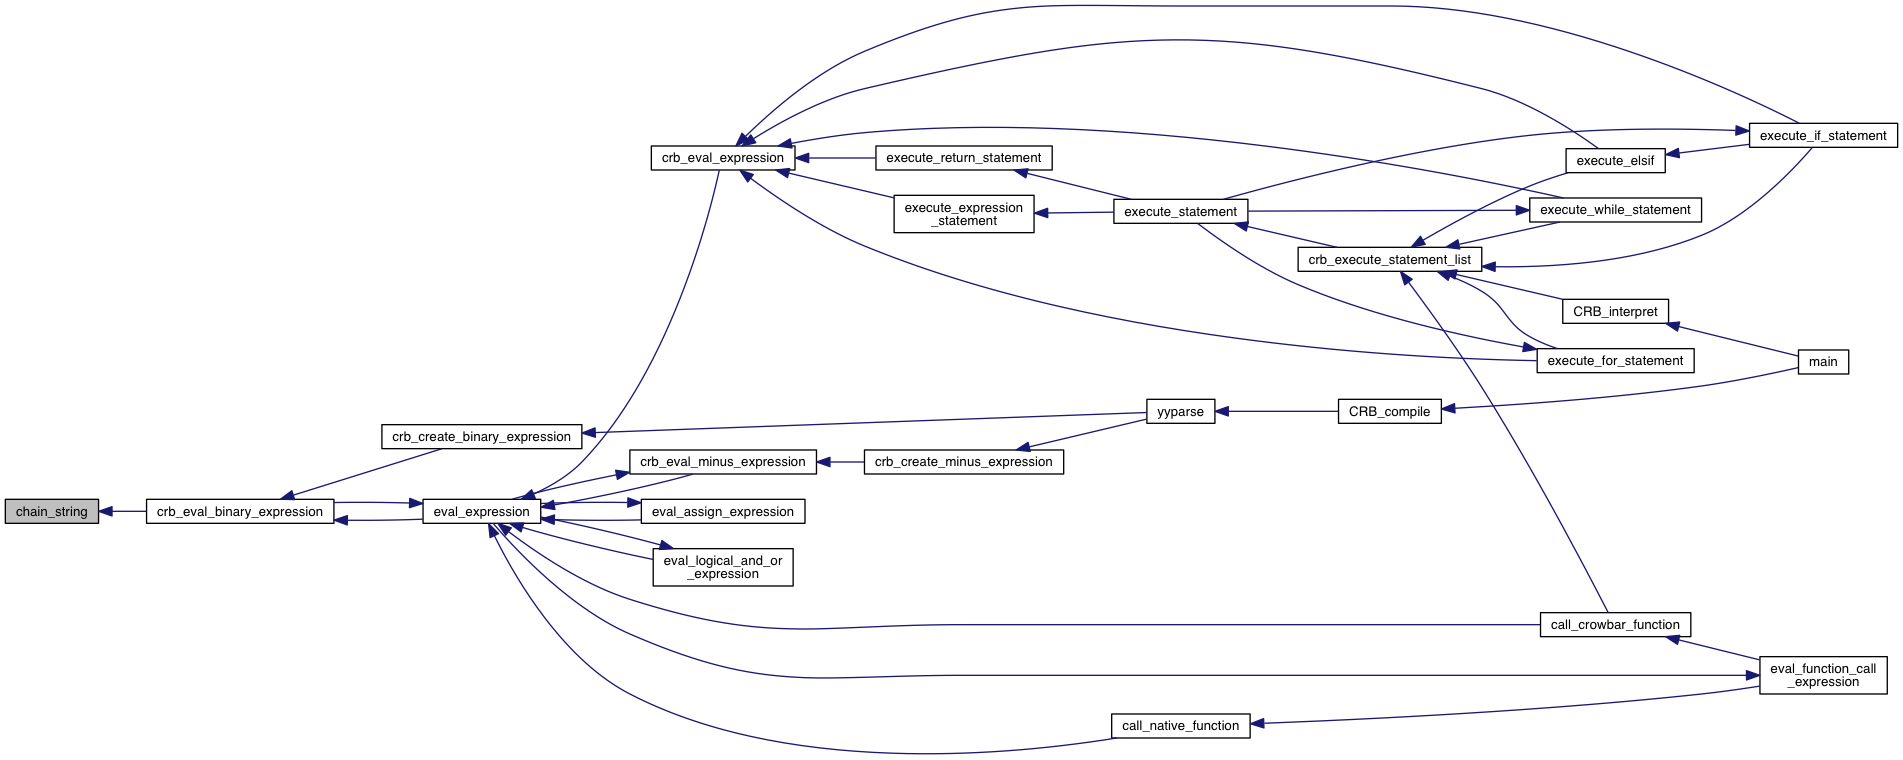 execute_if_statement
crb_eval_expression
execute_return_statement
execute_elsif
execute_expression
_statement
execute_statement
execute_while_statement
crb_execute_statement_list
CRB_interpret
execute_for_statement
main
yyparse
CRB_compile
crb_create_binary_expression
crb_eval_minus_expression
crb_create_minus_expression
chain_string
crb_eval_binary_expression
eval_expression
eval_assign_expression
eval_logical_and_or
_expression
call_crowbar_function
eval_function_call
_expression
call_native_function